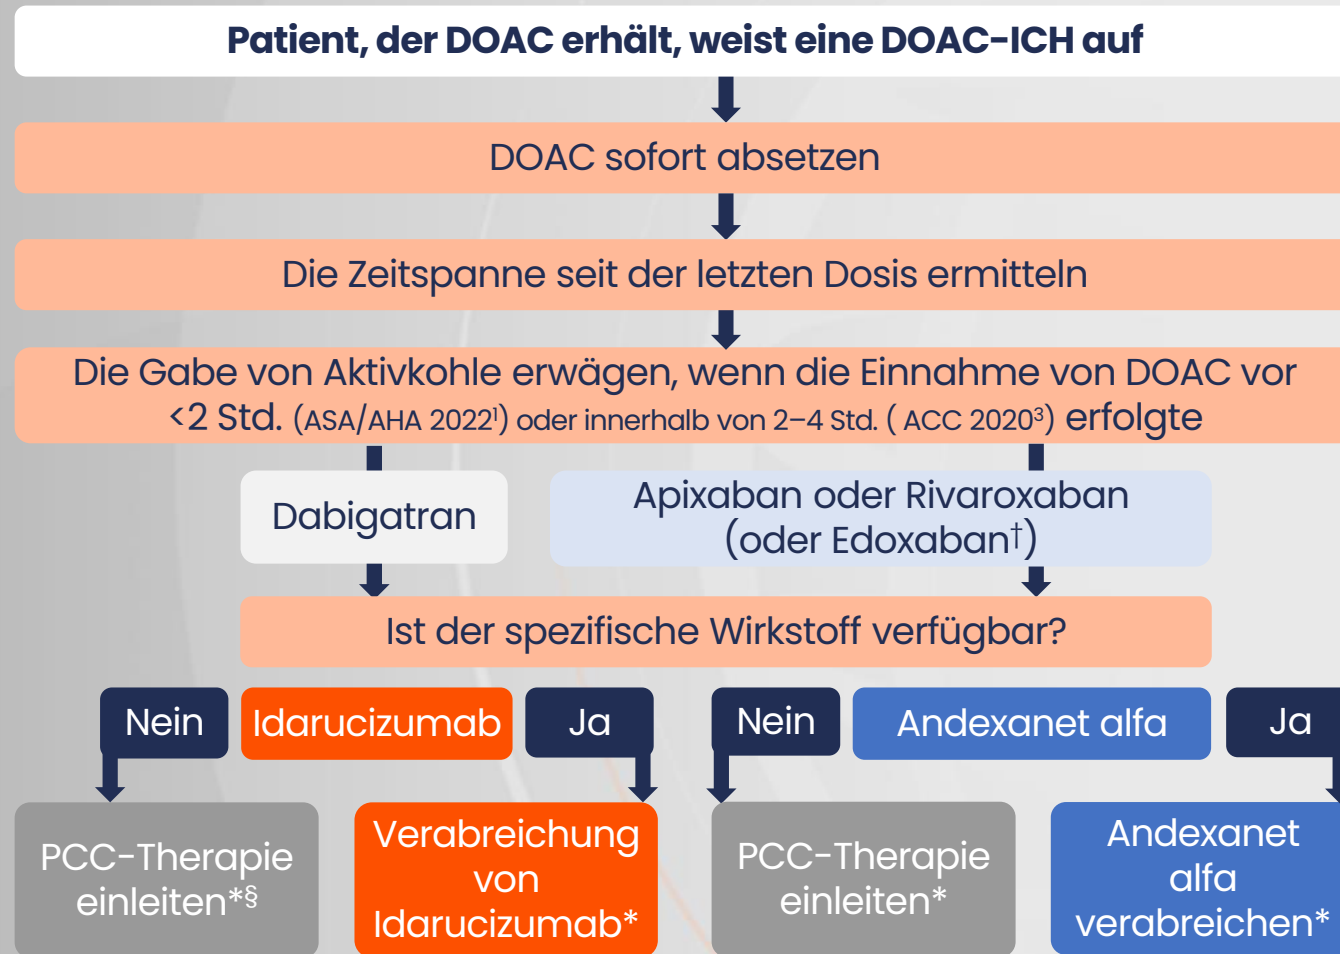 Patient, der DOAC erhält, weist eine DOAC-ICH auf
DOAC sofort absetzen
Die Zeitspanne seit der letzten Dosis ermitteln
Die Gabe von Aktivkohle erwägen, wenn die Einnahme von DOAC vor
<2 Std. (ASA/AHA 2022¹) oder innerhalb von 2–4 Std. ( ACC 2020³) erfolgte
Dabigatran
Apixaban oder Rivaroxaban
(oder Edoxaban†)
Ist der spezifische Wirkstoff verfügbar?
Nein
Idarucizumab
Ja
Nein
Andexanet alfa
Ja
PCC-Therapie
einleiten*§
Verabreichung
von
Idarucizumab*
PCC-Therapie
einleiten*
Andexanet
alfa
verabreichen*